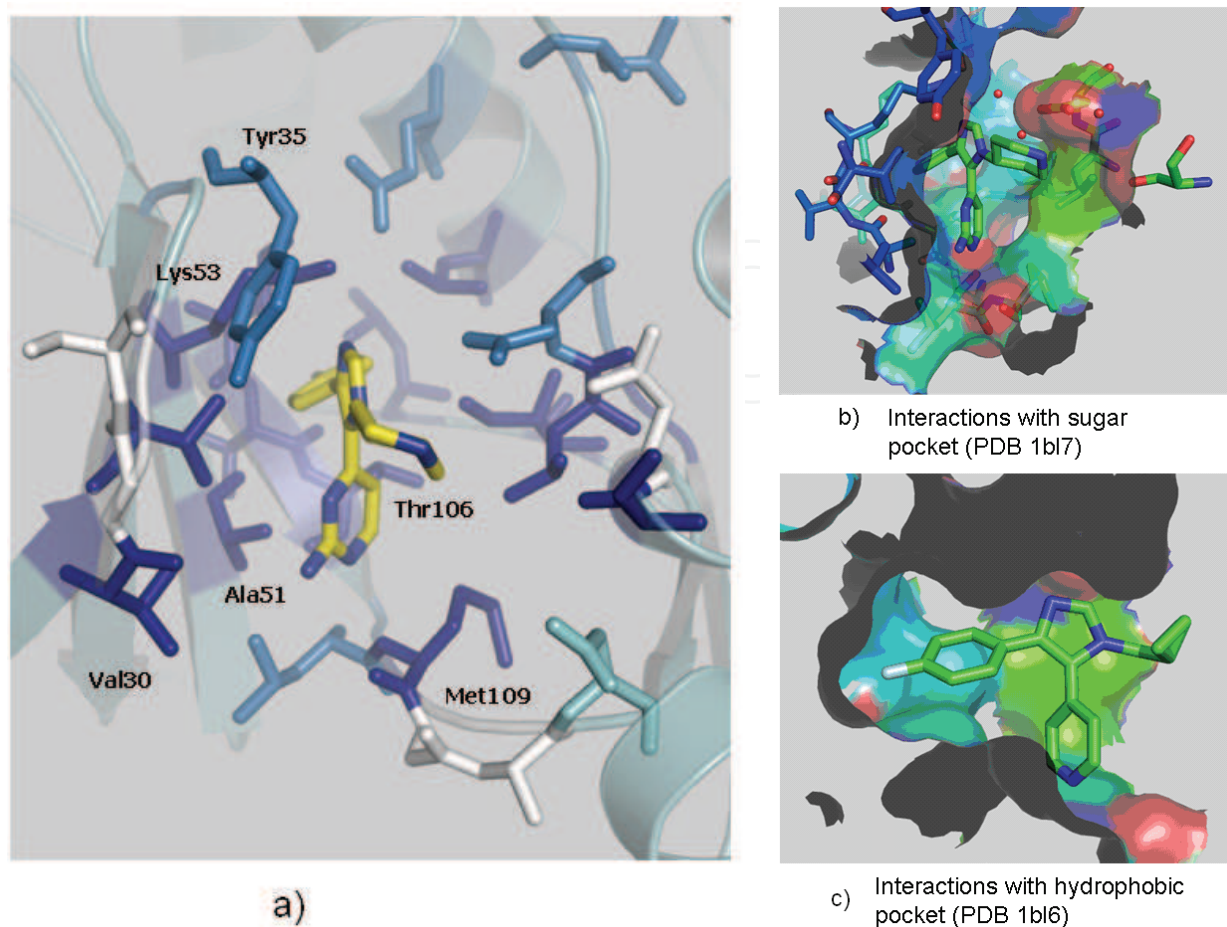 Tyr35
Lys53
Thr106
Ala51
Val30
Met109
a)
b) Interactions with sugar
pocket (PDB 1bl7)
c) Interactions with hydrophobic
pocket (PDB 1bl6)